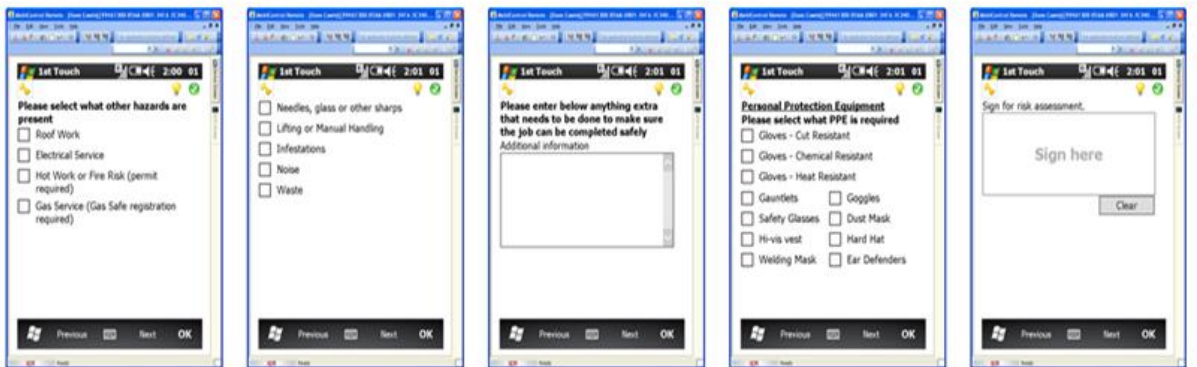 1st Touch 2:00 01
Please select what other hazards are
present
Roof Work
Electrical Service
Hot Work or Fire Risk (permit
required)
Gas Service (Gas Safe registration
required)
Previous Next OK
1st Touch 2:01 01
Needles, glass or other sharps
Lifting or Manual Handling
Infestations
Noise
Waste
Previous Next OK
1st Touch 2:01 01
Please enter below anything extra
that needs to be done to make sure
the job can be completed safely
Additional information
Previous Next OK
1st Touch 2:01 01
Personal Protection Equipment
Please select what PPE is required
Gloves - Cut Resistant
Gloves - Chemical Resistant
Gloves - Heat Resistant
Gauntlets Goggles
Safety Glasses Dust Mask
Hi-vis vest Hard Hat
Welding Mask Ear Defenders
Previous Next OK
1st Touch 2:01 01
Sign for risk assessment.
Sign here
Clear
Previous Next OK